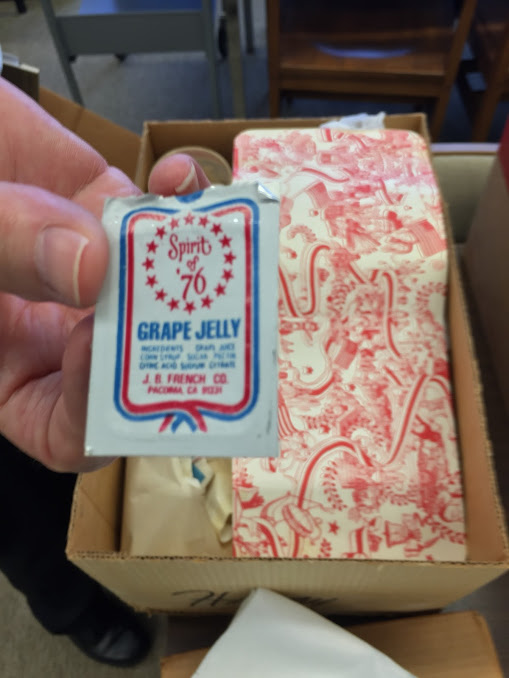 Spirit
of
'76
GRAPE JELLY
INGREDIENTS GRAPE JUICE
CORN SYRUP SUGAR PECTIN
CITRIC ACID SODIUM CITRATE
J. B. FRENCH CO.
PACOIMA, CA 91331